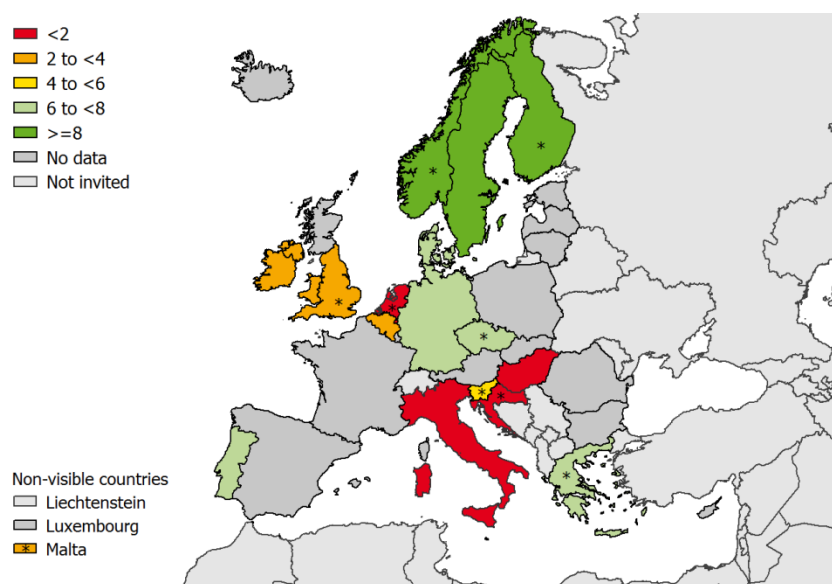 <2
2 to <4
4 to <6
6 to <8
>=8
No data
Not invited
Non-visible countries
Liechtenstein
Luxembourg
* Malta